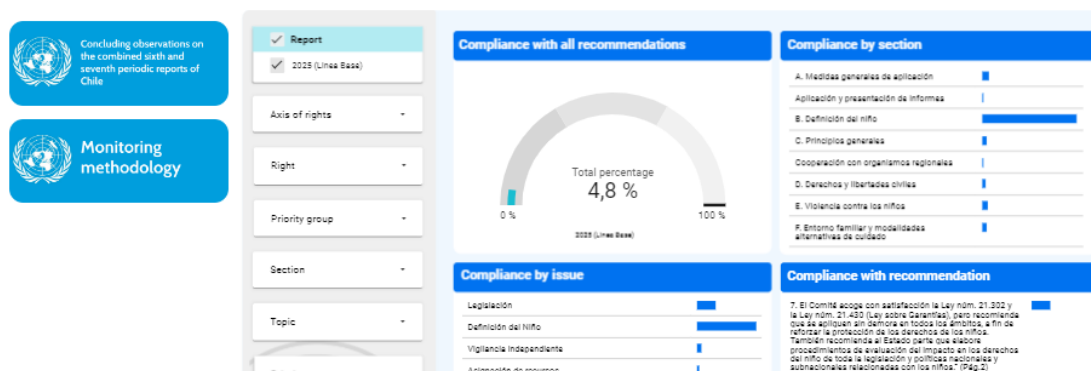 Concluding observations on
the combined sixth and
seventh periodic reports of
Chile
Monitoring
methodology
Report
2025 (Línea Base)
Axis of rights
Right
Priority group
Section
Topic
Compliance with all recommendations
Total percentage
4,8 %
0 %
100 %
2025 (Línea Base)
Compliance by section
A. Medidas generales de aplicación
Aplicación y presentación de informes
B. Definición del niño
C. Principios generales
Cooperación con organismos regionales
D. Derechos y libertades civiles
E. Violencia contra los niños
F. Entorno familiar y modalidades
alternativas de cuidado
Compliance by issue
Legislación
Definición del Niño
Vigilancia independiente
Asignación de recursos
Compliance with recommendation
7. El Comité acoge con satisfacción la Ley núm. 21.302 y
la Ley núm. 21.430 (Ley sobre Garantías), pero recomienda
que se apliquen sin demora en todos los ámbitos, a fin de
reforzar la protección de los derechos de los niños.
También recomienda al Estado parte que elabore
procedimientos de evaluación del impacto en los derechos
del niño de toda la legislación y políticas nacionales y
subnacionales relacionadas con los niños." (Pág.2)